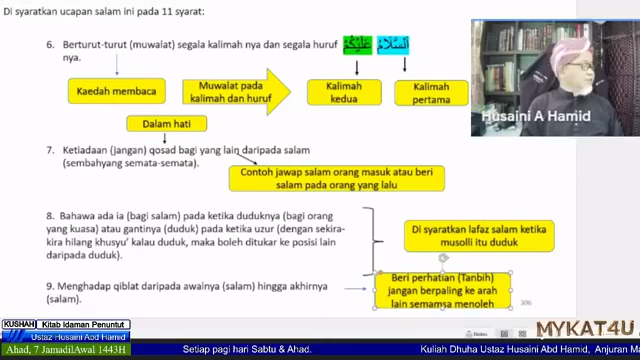 Di syaratkan ucapan salam ini pada 11 syarat:
6. Berturut-turut (muwalat) segala kalimah nya dan segala huruf
nya.
اَلسَّلَامُ عَلَيْكُمْ
Kaedah membaca
Muwalat pada
kalimah dan huruf
Kalimah
kedua
Kalimah
pertama
Husaini A Hamid
Dalam hati
7. Ketiadaan (jangan) qosad bagi yang lain daripada salam
(sembahyang semata-semata).
Contoh jawap salam orang masuk atau beri
salam pada orang yang lalu
8. Bahawa ada ia (bagi salam) pada ketika duduknya (bagi orang
yang kuasa) atau gantinya (duduk) pada ketika uzur (dengan sekira-
kira hilang khusyu' kalau duduk, maka boleh ditukar ke posisi lain
daripada duduk).
Di syaratkan lafaz salam ketika
musolli itu duduk
9. Menghadap qiblat daripada awalnya (salam) hingga akhirnya
(salam).
Beri perhatian (Tanbih)
jangan berpaling ke arah
lain semamsa menoleh
306
Notes
MYKAT4U
KUSHAH Kitab Idaman Penuntut
Ustaz Husaini Abd Hamid
Ahad, 7 JamadilAwal 1443H
Setiap pagi hari Sabtu & Ahad.
Kuliah Dhuha Ustaz Husaini Abd Hamid, Anjuran Ma